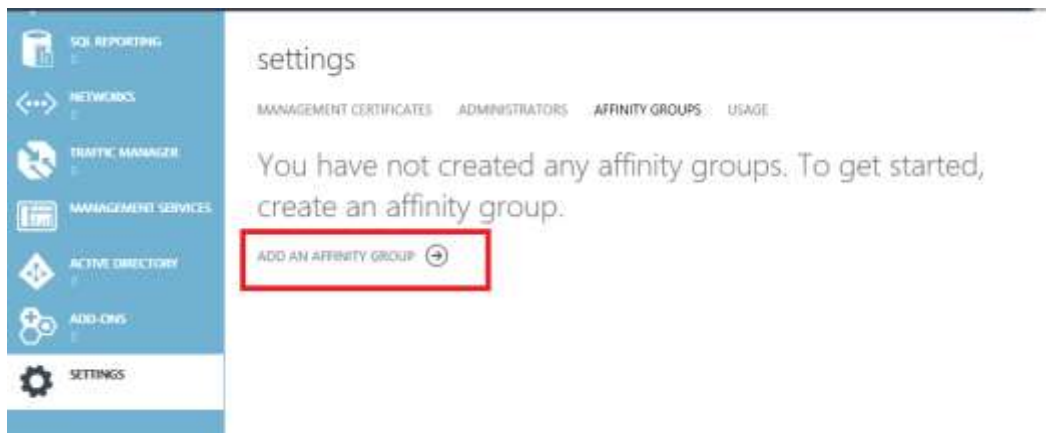 SQL REPORTING
NETWORKS
TRAFFIC MANAGER
MANAGEMENT SERVICES
ACTIVE DIRECTORY
ADD-ONS
SETTINGS
settings
MANAGEMENT CERTIFICATES ADMINISTRATORS AFFINITY GROUPS USAGE
You have not created any affinity groups. To get started,
create an affinity group.
ADD AN AFFINITY GROUP